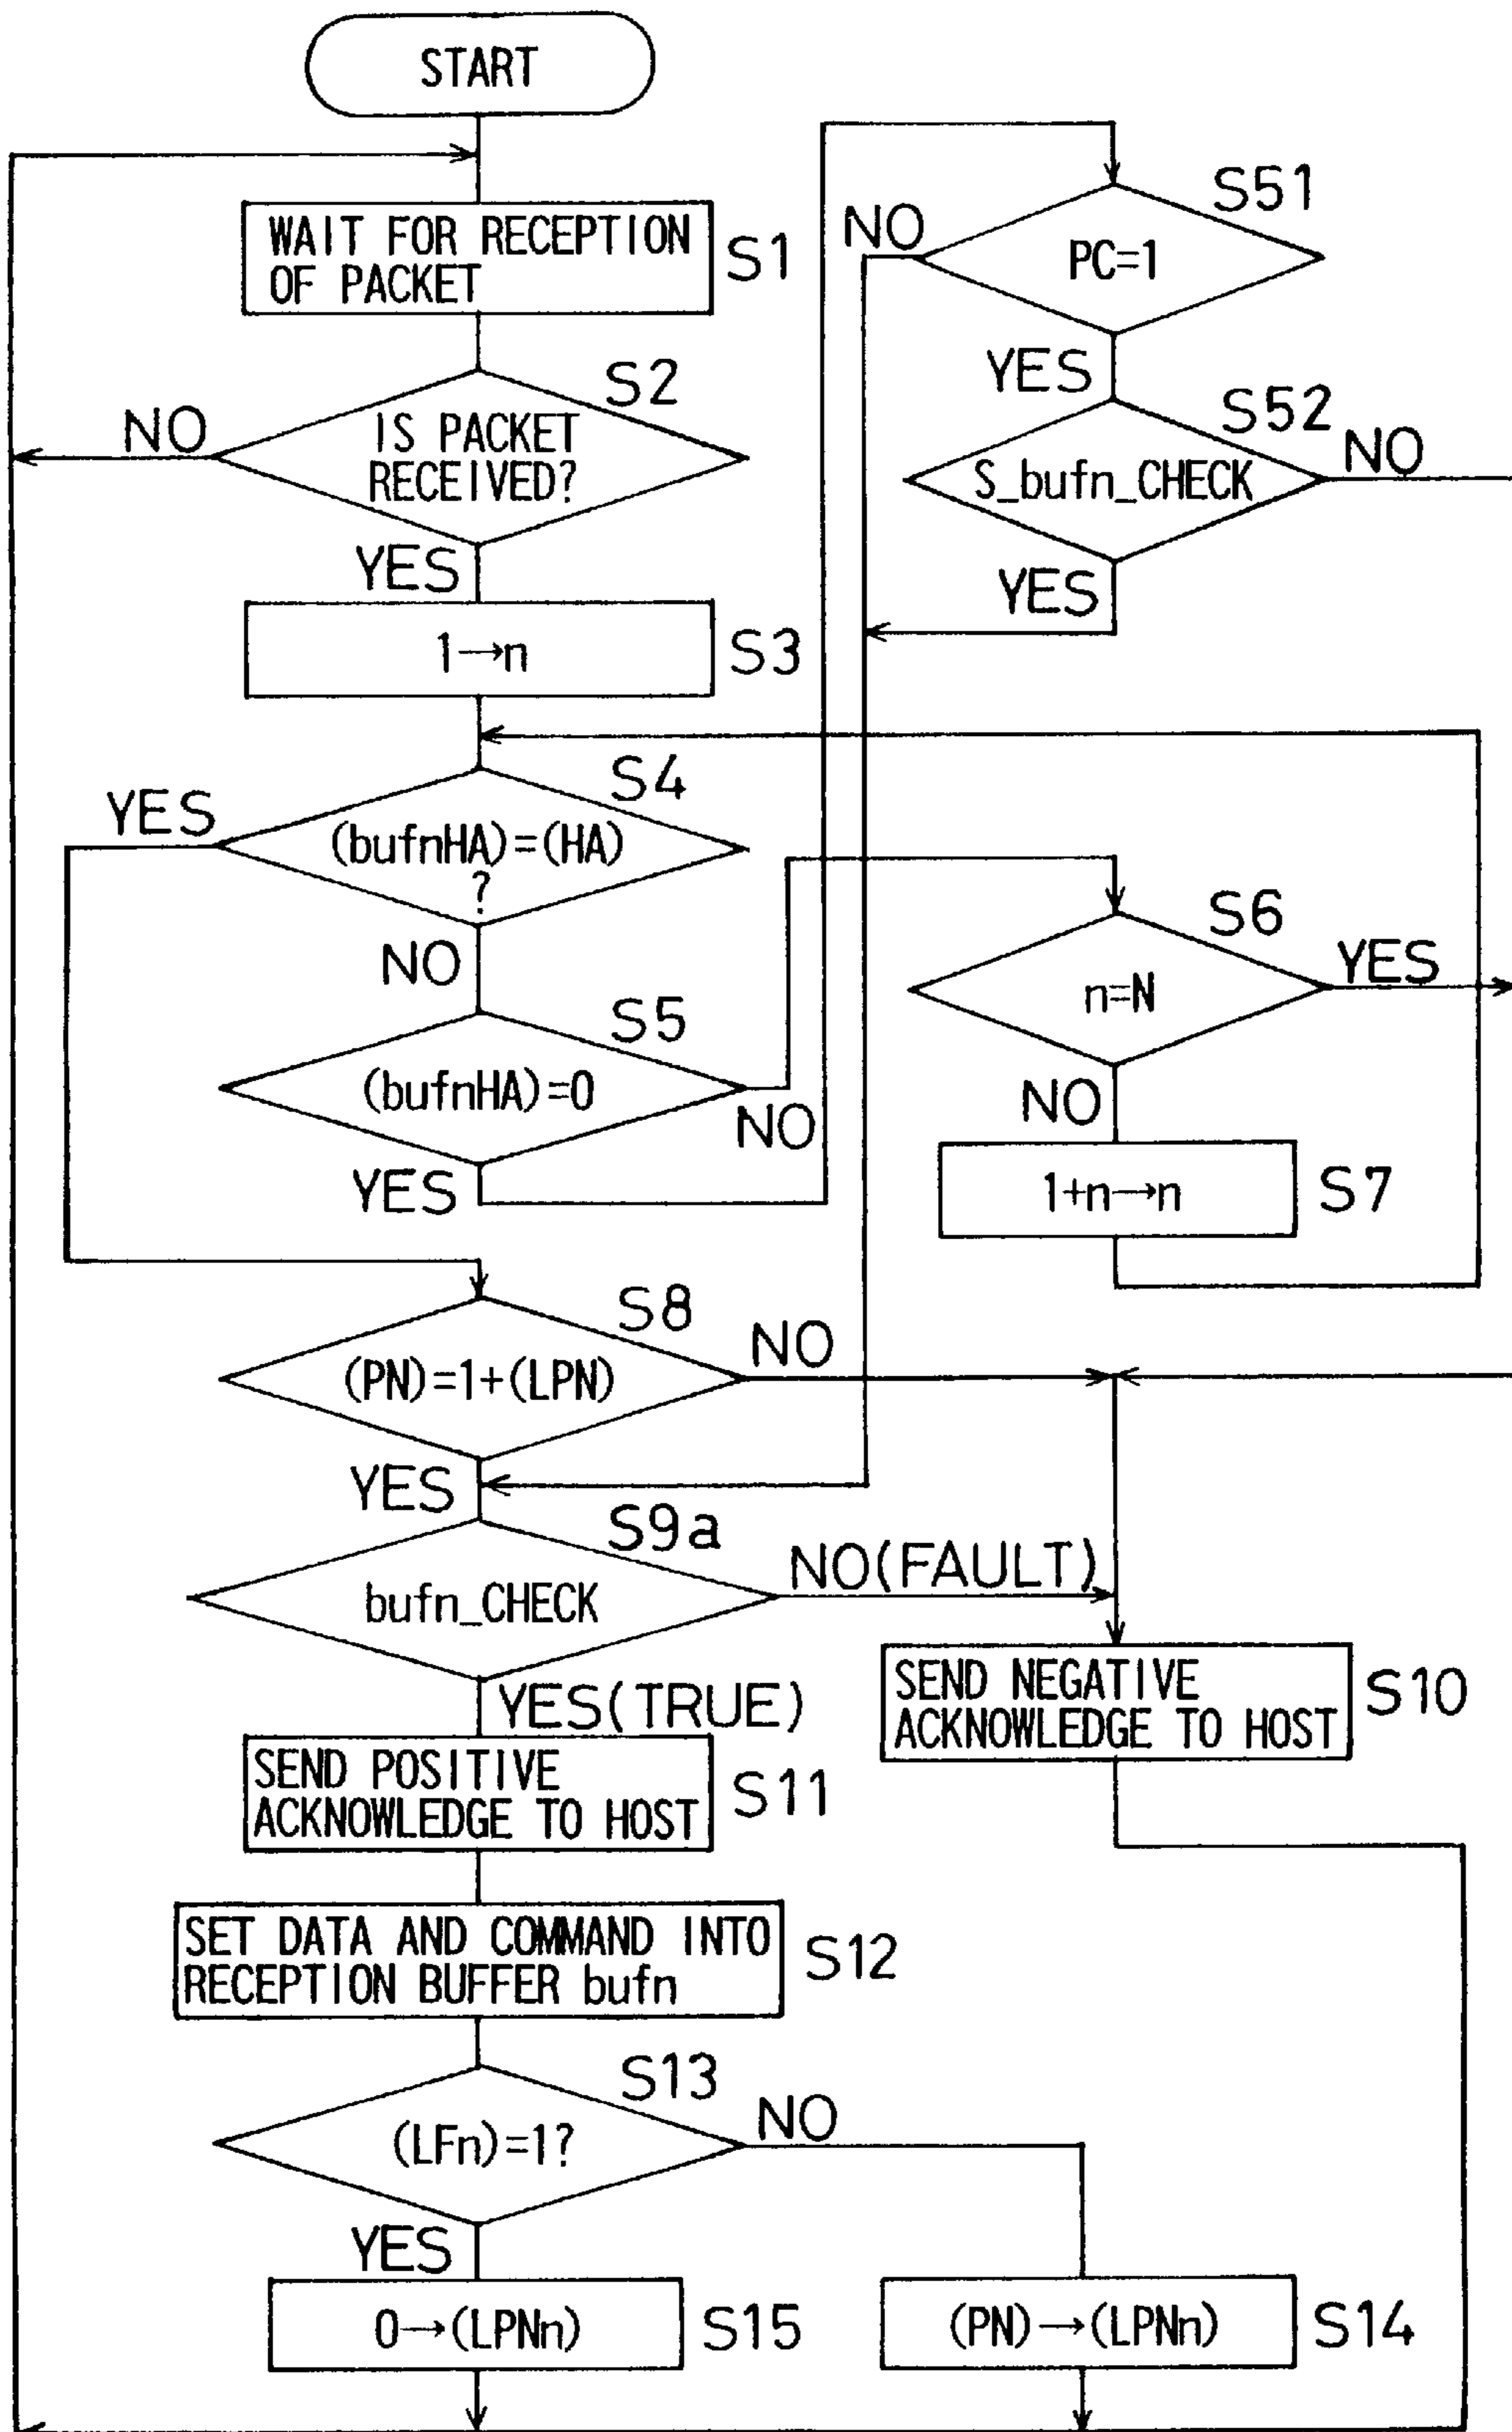 START
WAIT FOR RECEPTION
OF PACKET
S1
S2
IS PACKET
RECEIVED?
NO
YES
1→n
S3
S4
(bufnHA)=(HA)
?
YES
NO
S5
(bufnHA)=0
NO
YES
S51
PC=1
NO
YES
S52
S_bufn_CHECK
NO
YES
S6
n=N
YES
NO
1+n→n
S7
S8
(PN)=1+(LPN)
NO
YES
S9a
bufn_CHECK
NO(FAULT)
YES(TRUE)
SEND NEGATIVE
ACKNOWLEDGE TO HOST
S10
SEND POSITIVE
ACKNOWLEDGE TO HOST
S11
SET DATA AND COMMAND INTO
RECEPTION BUFFER bufn
S12
S13
(LFn)=1?
NO
YES
0→(LPNn)
S15
(PN)→(LPNn)
S14